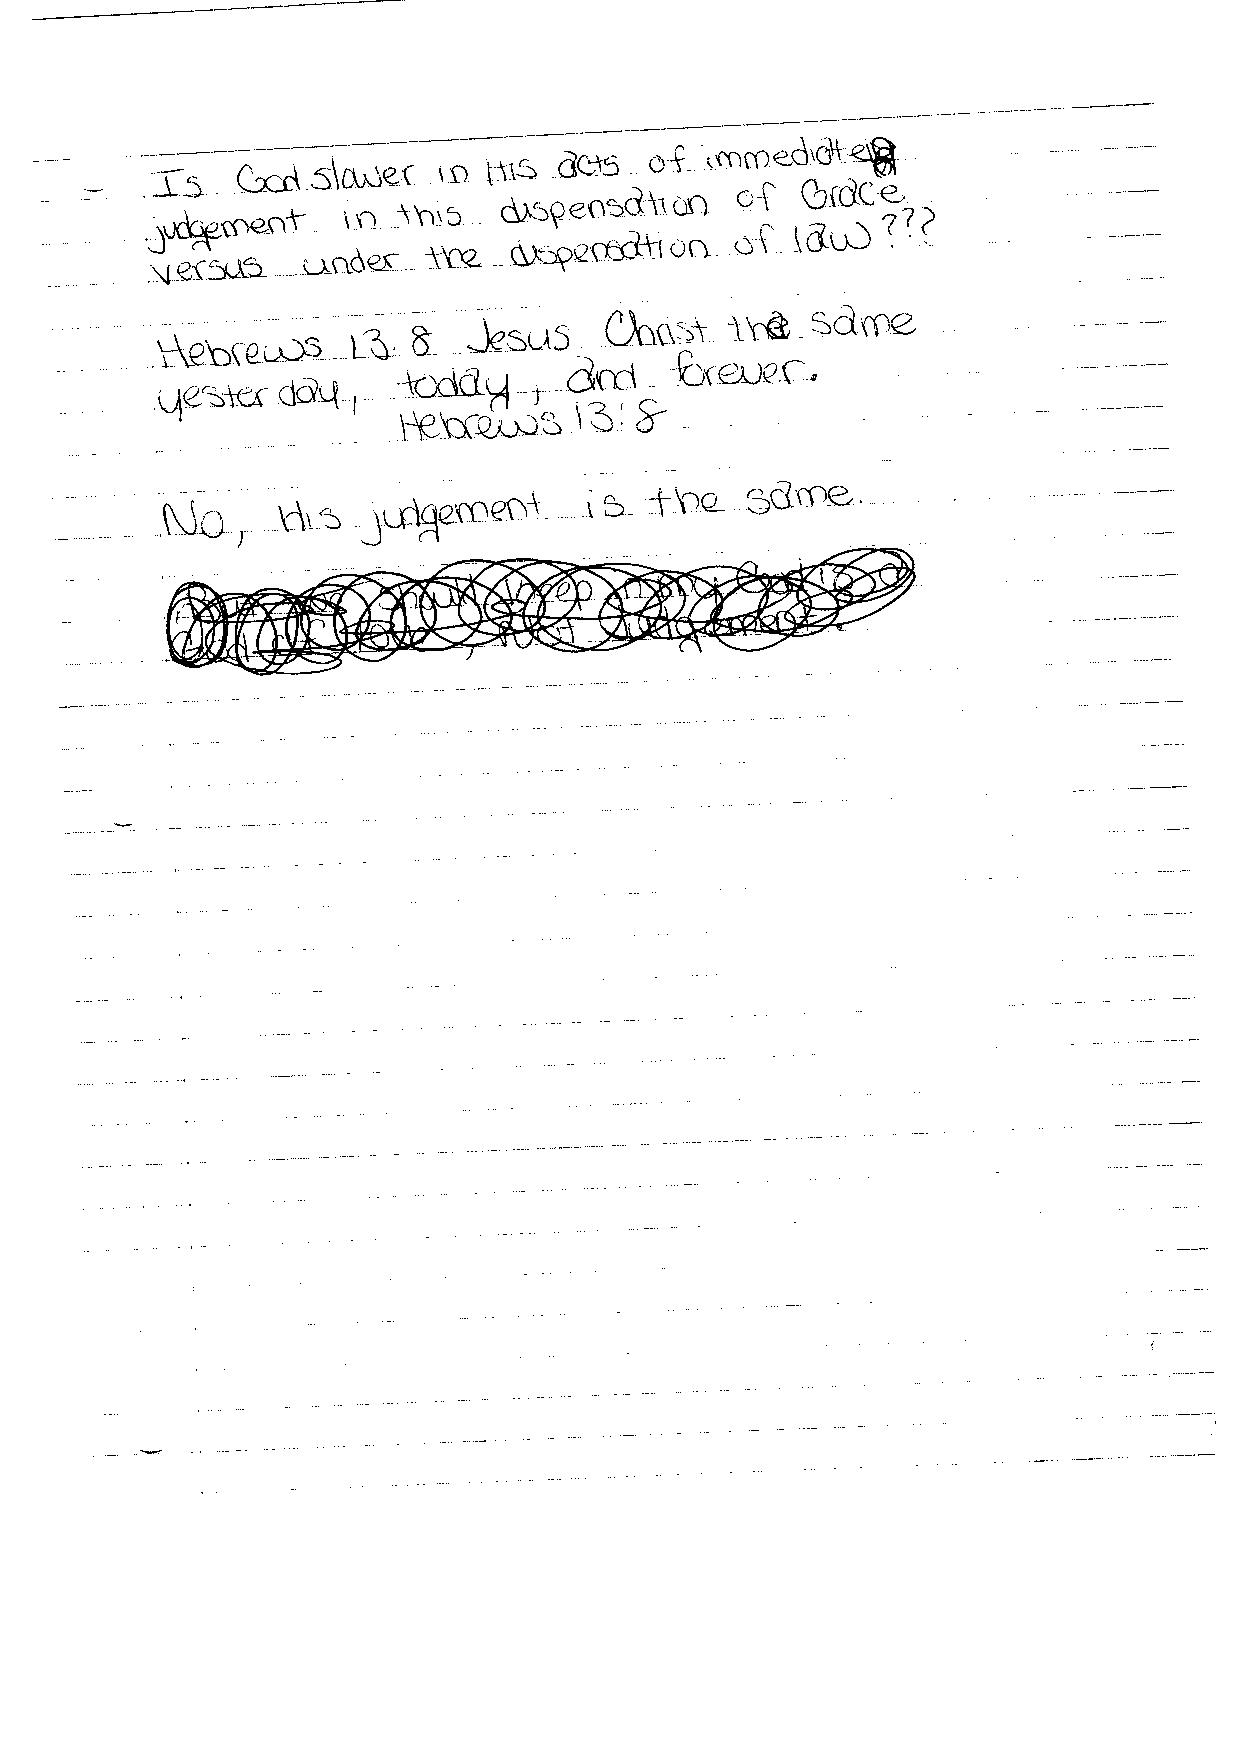 - Is God slower in His acts of immediate
judgement in this dispensation of Grace
versus under the dispensation of law???
Hebrews 13:8 Jesus Christ the same
yesterday, today, and forever.
Hebrews 13:8
No, His judgement is the same.